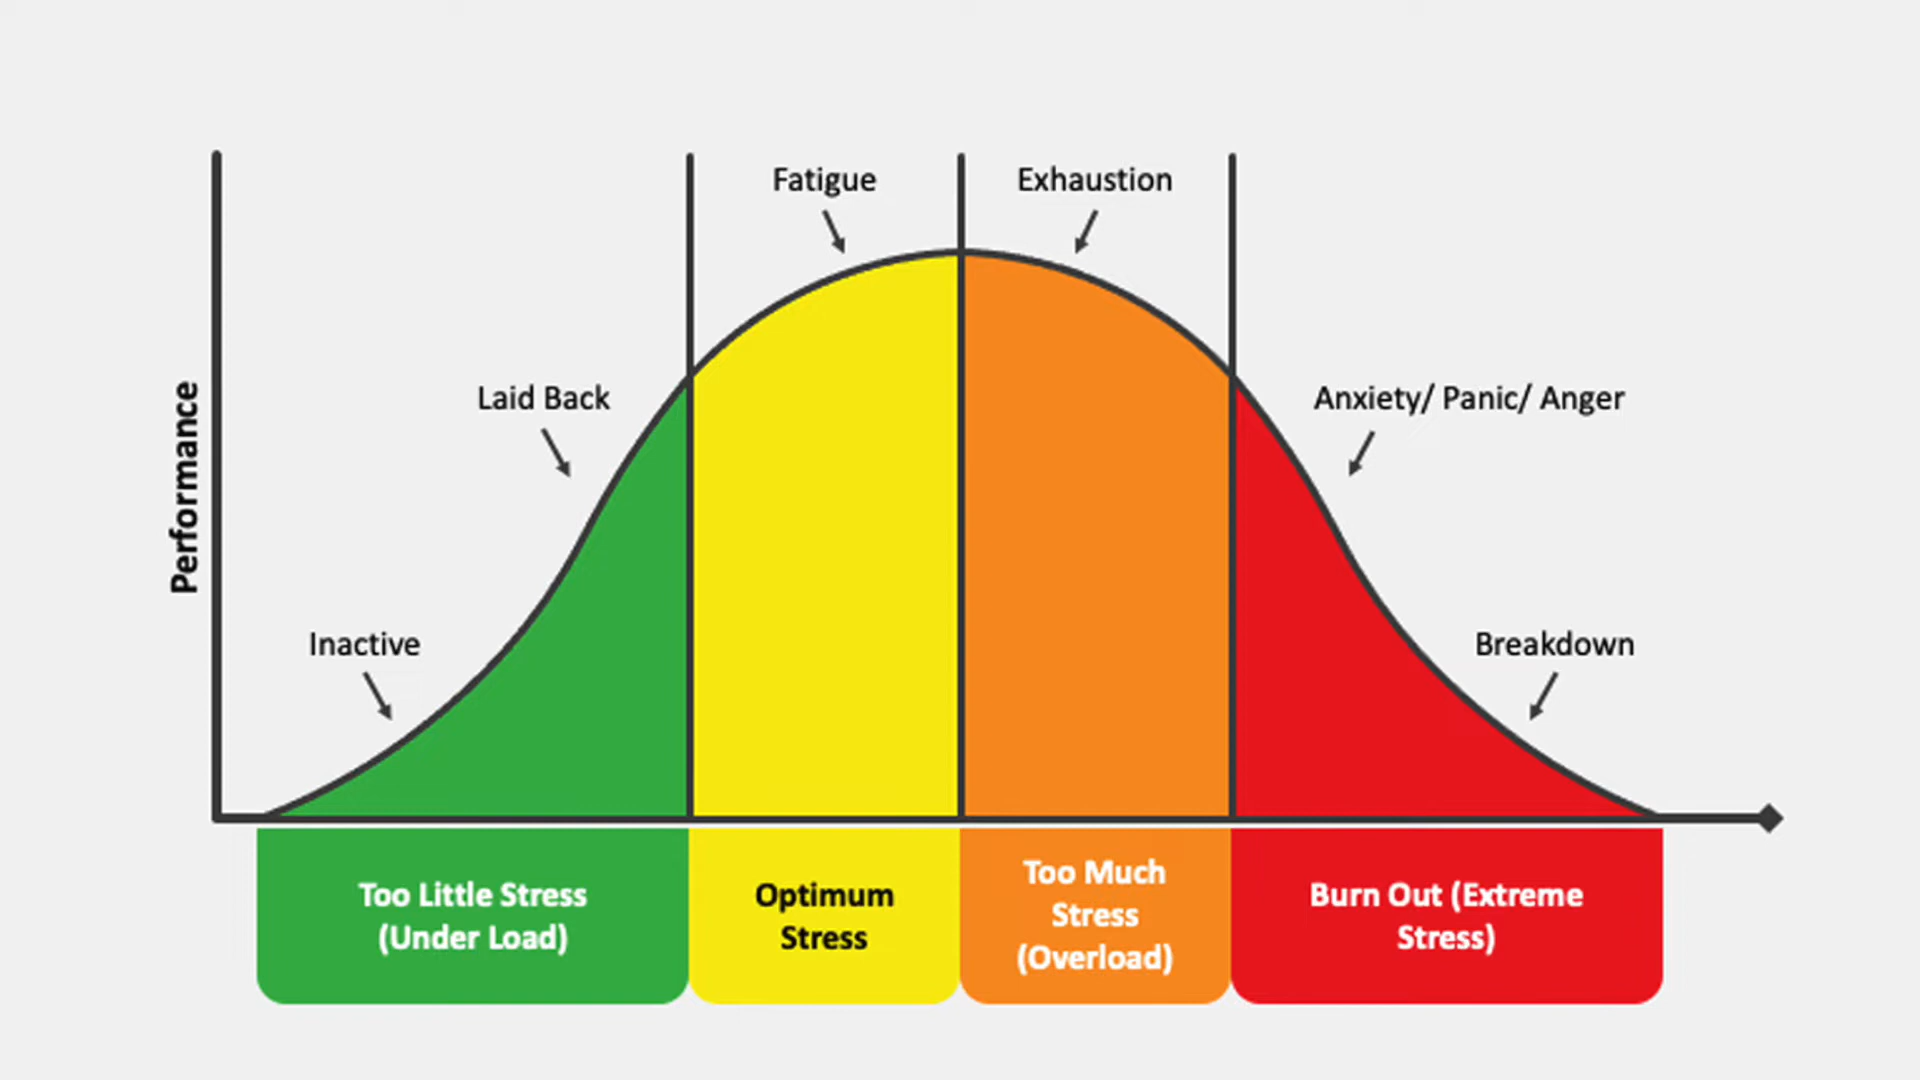 Fatigue
Exhaustion
Laid Back
Anxiety/ Panic/ Anger
Performance
Inactive
Breakdown
Too Little Stress
(Under Load)
Optimum
Stress
Too Much
Stress
(Overload)
Burn Out (Extreme
Stress)